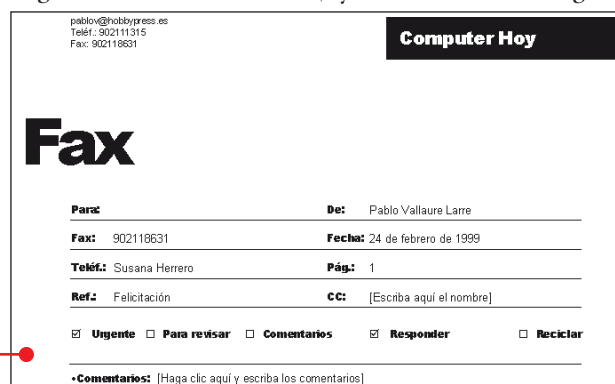 pablov@hobbypress.es
Teléf.: 902111315
Fax: 902118631
Computer Hoy
Fax
Para:
De: Pablo Vallaure Larre
Fax: 902118631
Fecha: 24 de febrero de 1999
Teléf.: Susana Herrero
Pág.: 1
Ref.: Felicitación
CC: [Escriba aquí el nombre]
☑ Urgente ☐ Para revisar ☐ Comentarios ☑ Responder ☐ Reciclar
•Comentarios: [Haga clic aquí y escriba los comentarios]